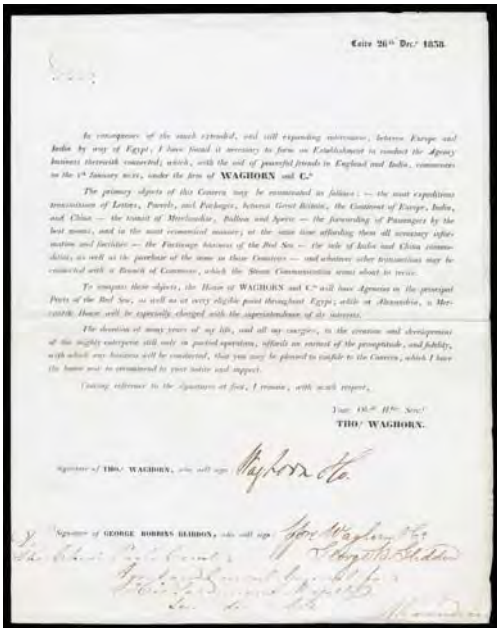 Cairo 26th Decr 1838.
In consequence of the much extended, and still expanding intercourse, between Europe and
India by way of Egypt, I have found it necessary to form an Establishment to conduct the Agency
business therewith connected; which, with the aid of powerful friends in England and India, commences
on the 1st January next, under the firm of WAGHORN and Co.
The primary objects of this Concern may be enumerated as follows: — the most expeditious
transmission of Letters, Parcels, and Packages, between Great Britain, the Continent of Europe, India,
and China — the transit of Merchandise, Bullion and Specie — the forwarding of Passengers by the
best means, and in the most economical manner; at the same time affording them all necessary infor-
mation and facilities — the Factorage business of the Red Sea — the sale of India and China commo-
dities, as well as the purchase of the same in those Countries — and whatever other transactions may be
connected with a Branch of Commerce, which the Steam Communication seems about to revive.
To compass these objects, the House of WAGHORN and Co will have Agencies in the principal
Ports of the Red Sea, as well as at every eligible point throughout Egypt; while at Alexandria, a Mer-
cantile House will be especially charged with the superintendence of its interests.
The devotion of many years of my life, and all my energies, to the creation and development
of the mighty enterprise still only in partial operation, affords an earnest of the promptitude, and fidelity,
with which any business will be conducted, that you may be pleased to confide to the Concern, which I have
the honor now to recommend to your notice and support.
reference to the signatures at foot, I remain, with much respect,
Your Obdt Hble Servt
THOs WAGHORN.
Signature of THOs WAGHORN, who will sign Waghorn & Co.
Signature of GEORGE ROBBINS GLIDDON, who will sign Waghorn & Co
George R. Gliddon